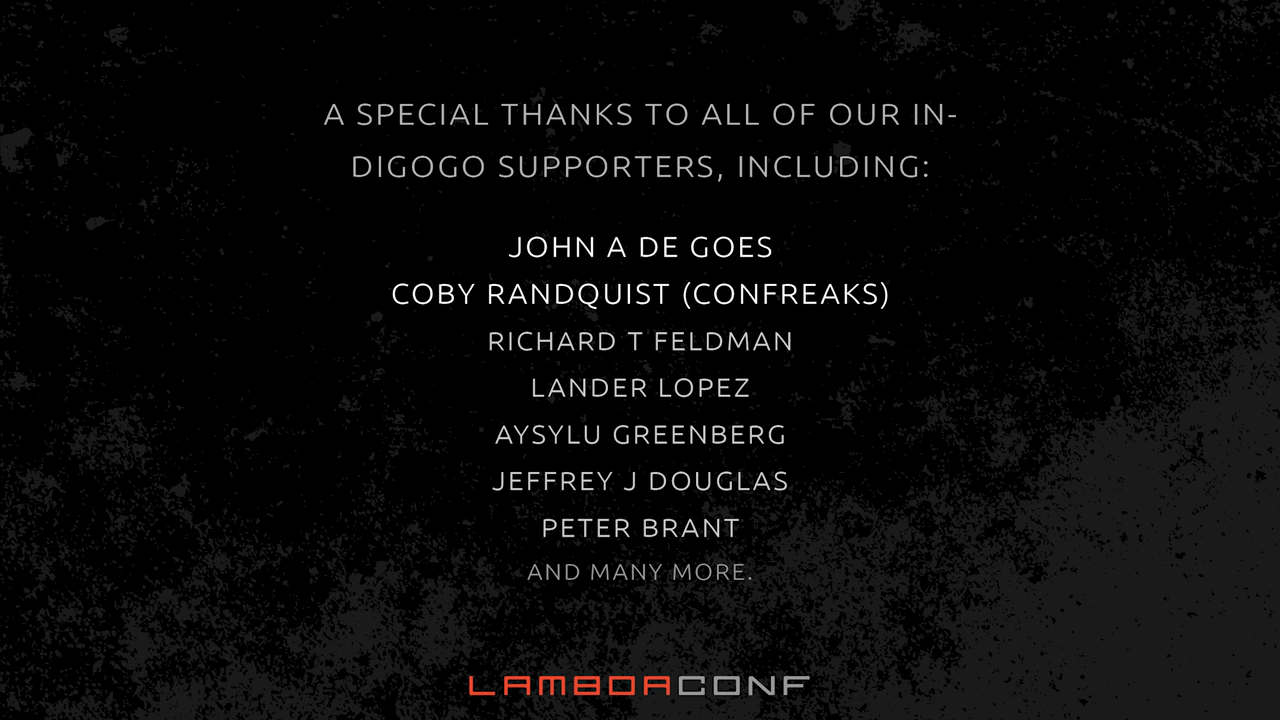 A SPECIAL THANKS TO ALL OF OUR IN-
DIGOGO SUPPORTERS, INCLUDING:
JOHN A DE GOES
COBY RANDQUIST (CONFREAKS)
RICHARD T FELDMAN
LANDER LOPEZ
AYSYLU GREENBERG
JEFFREY J DOUGLAS
PETER BRANT
AND MANY MORE.
LAMBDACONF